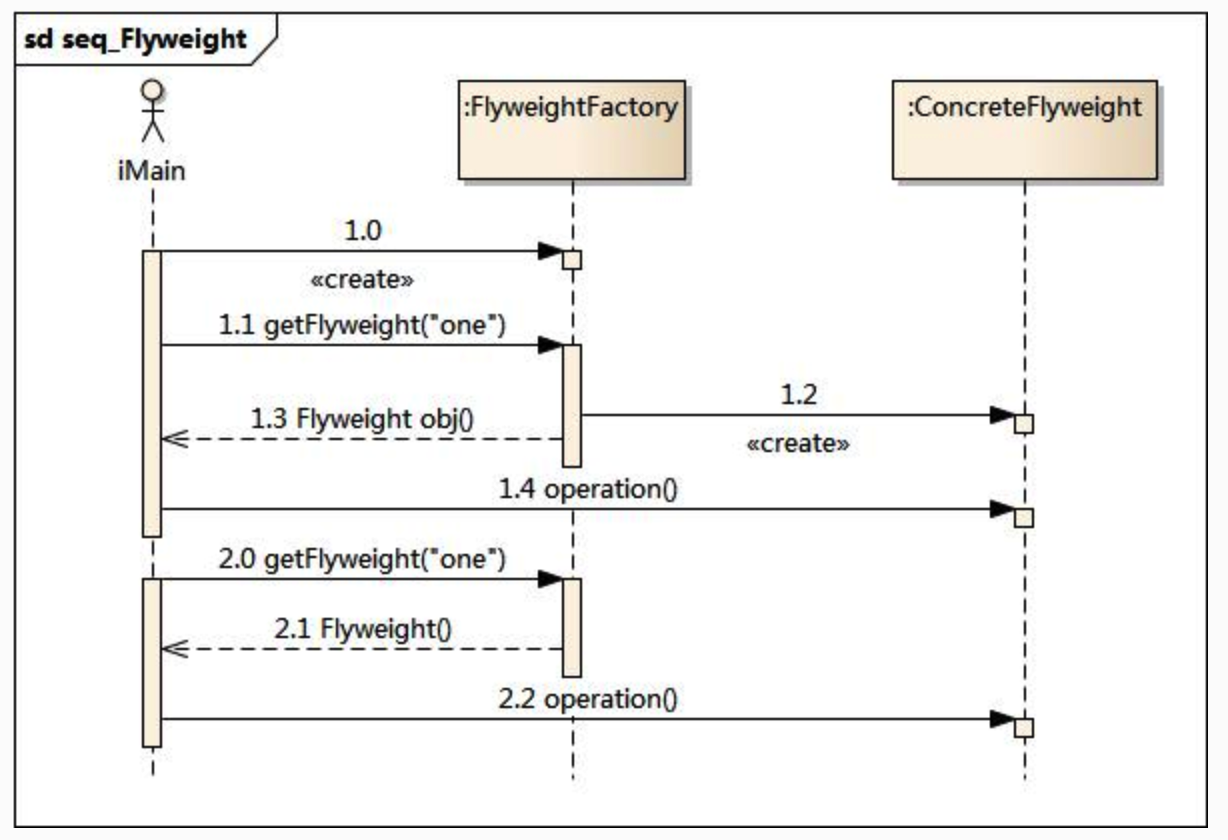 sd seq_Flyweight
iMain
:FlyweightFactory
:ConcreteFlyweight
1.0
«create»
1.1 getFlyweight("one")
1.2
«create»
1.3 Flyweight obj()
1.4 operation()
2.0 getFlyweight("one")
2.1 Flyweight()
2.2 operation()